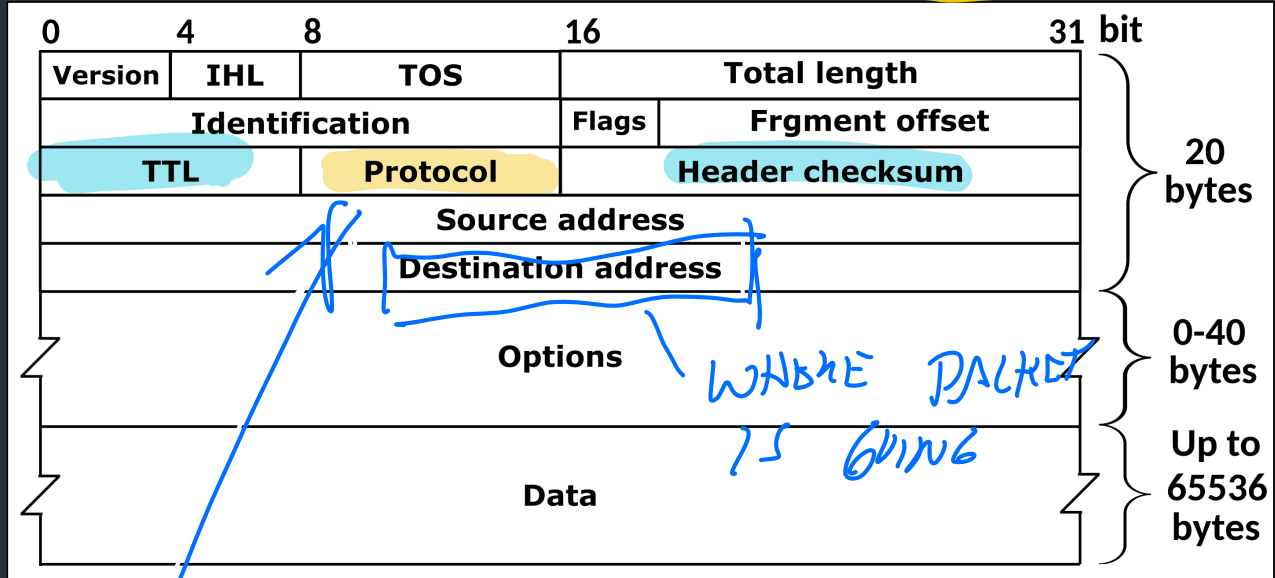 0 4 8 16 31 bit
Version IHL TOS Total length
Identification Flags Frgment offset
20 bytes
TTL Protocol Header checksum
Source address
Destination address
Options
0-40 bytes
WHERE PACKET
IS GOING
Data
Up to 65536 bytes